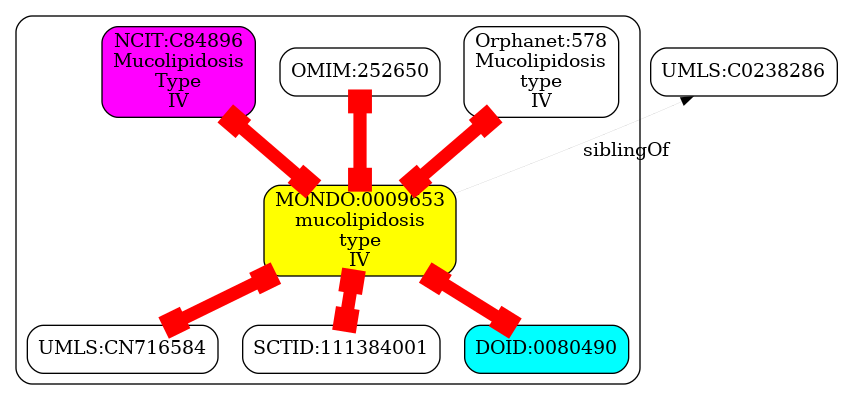 NCIT:C84896
Mucolipidosis
Type
IV
OMIM:252650
Orphanet:578
Mucolipidosis
type
IV
UMLS:C0238286
siblingOf
MONDO:0009653
mucolipidosis
type
IV
UMLS:CN716584
SCTID:111384001
DOID:0080490